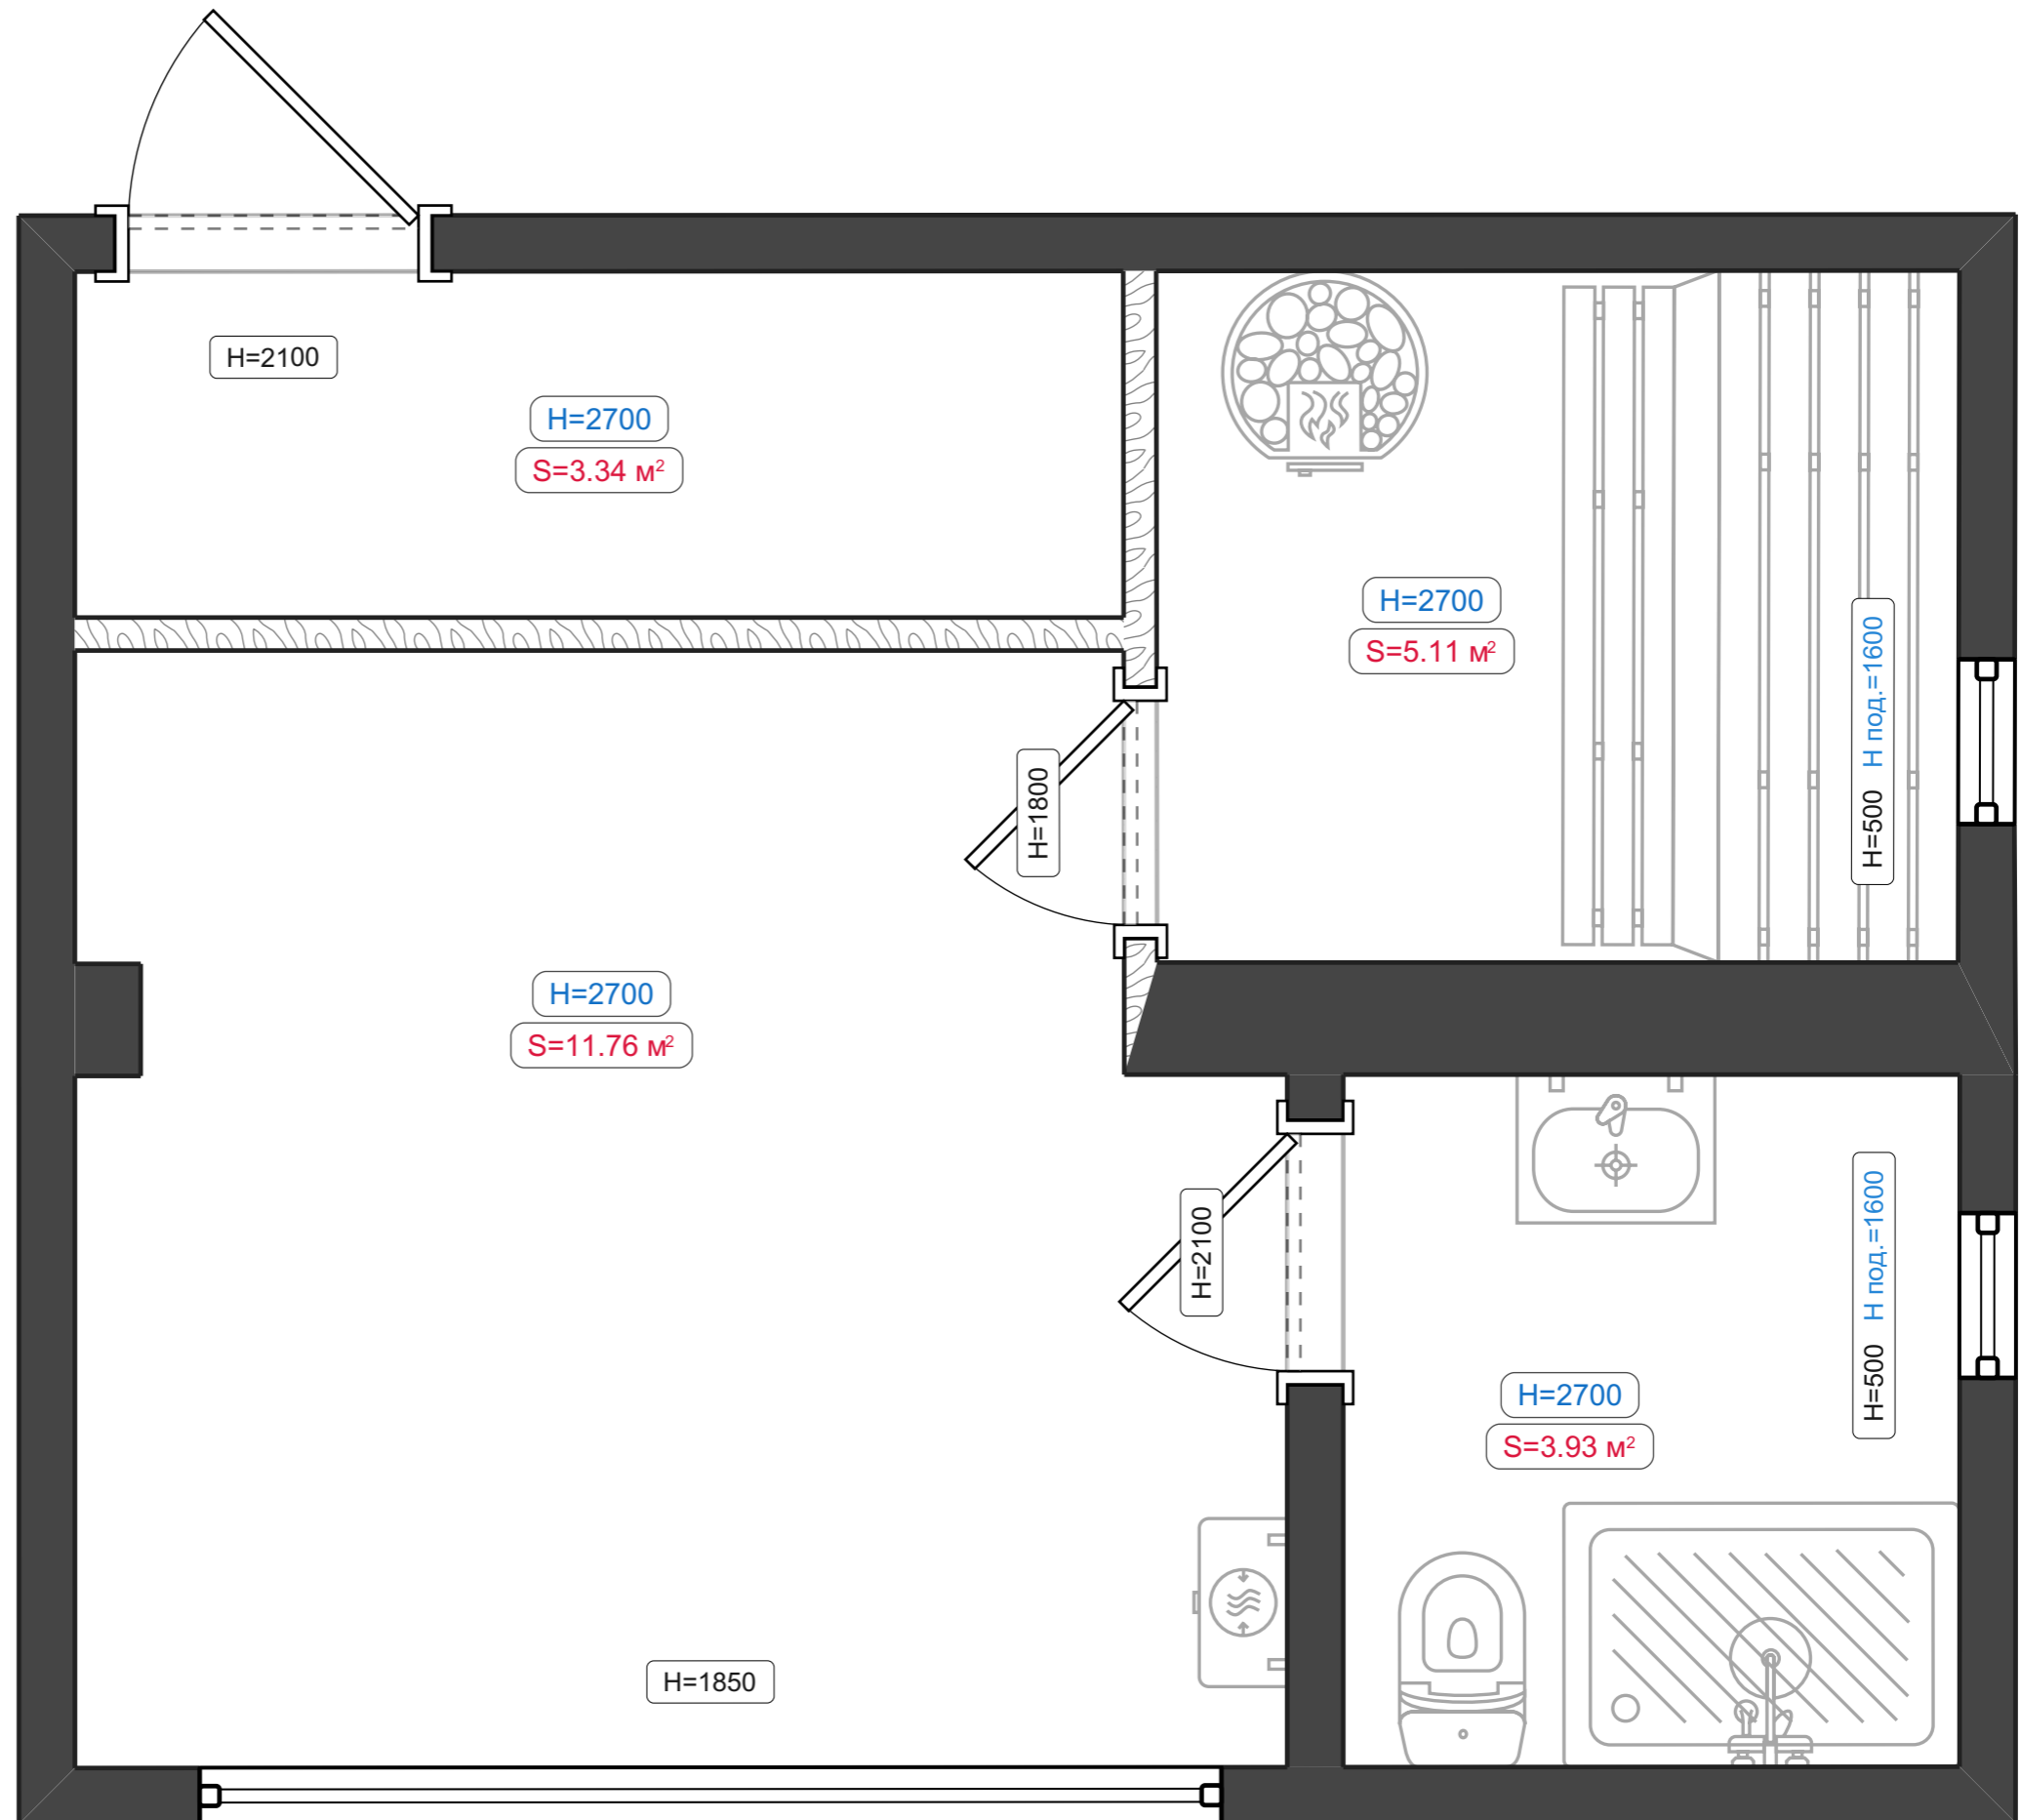 H=2100
H=2700
S=3.34 м²
H=2700
S=5.11 м²
H=500 Н под.=1600
H=1800
H=2700
S=11.76 м²
H=2100
H=500 Н под.=1600
H=2700
S=3.93 м²
H=1850